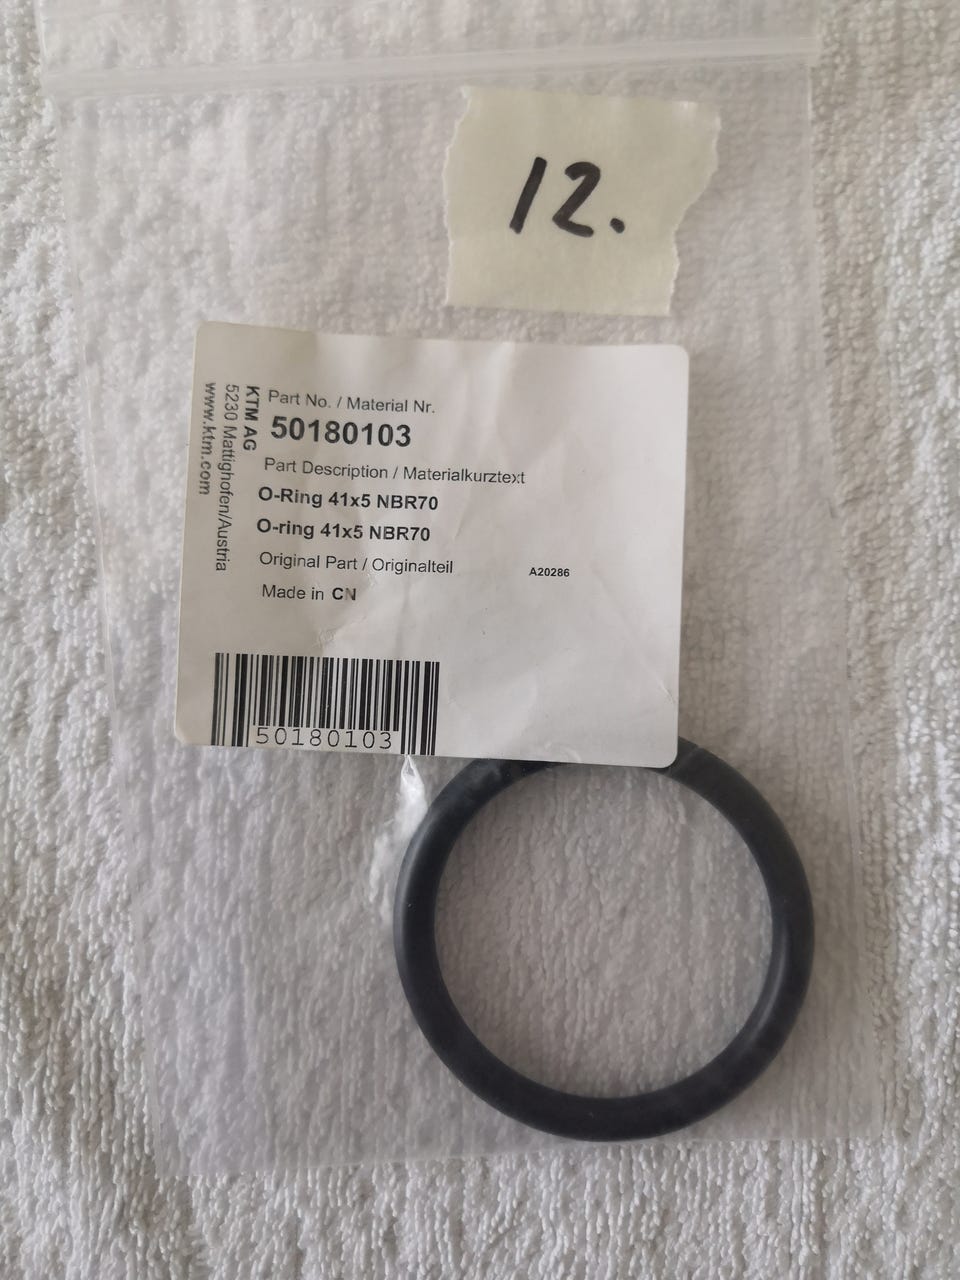 12.
KTM AG
5230 Mattighofen/Austria
www.ktm.com
Part No. / Material Nr.
50180103
Part Description / Materialkurztext
O-Ring 41x5 NBR70
O-ring 41x5 NBR70
Original Part / Originalteil A20286
Made in CN
50180103